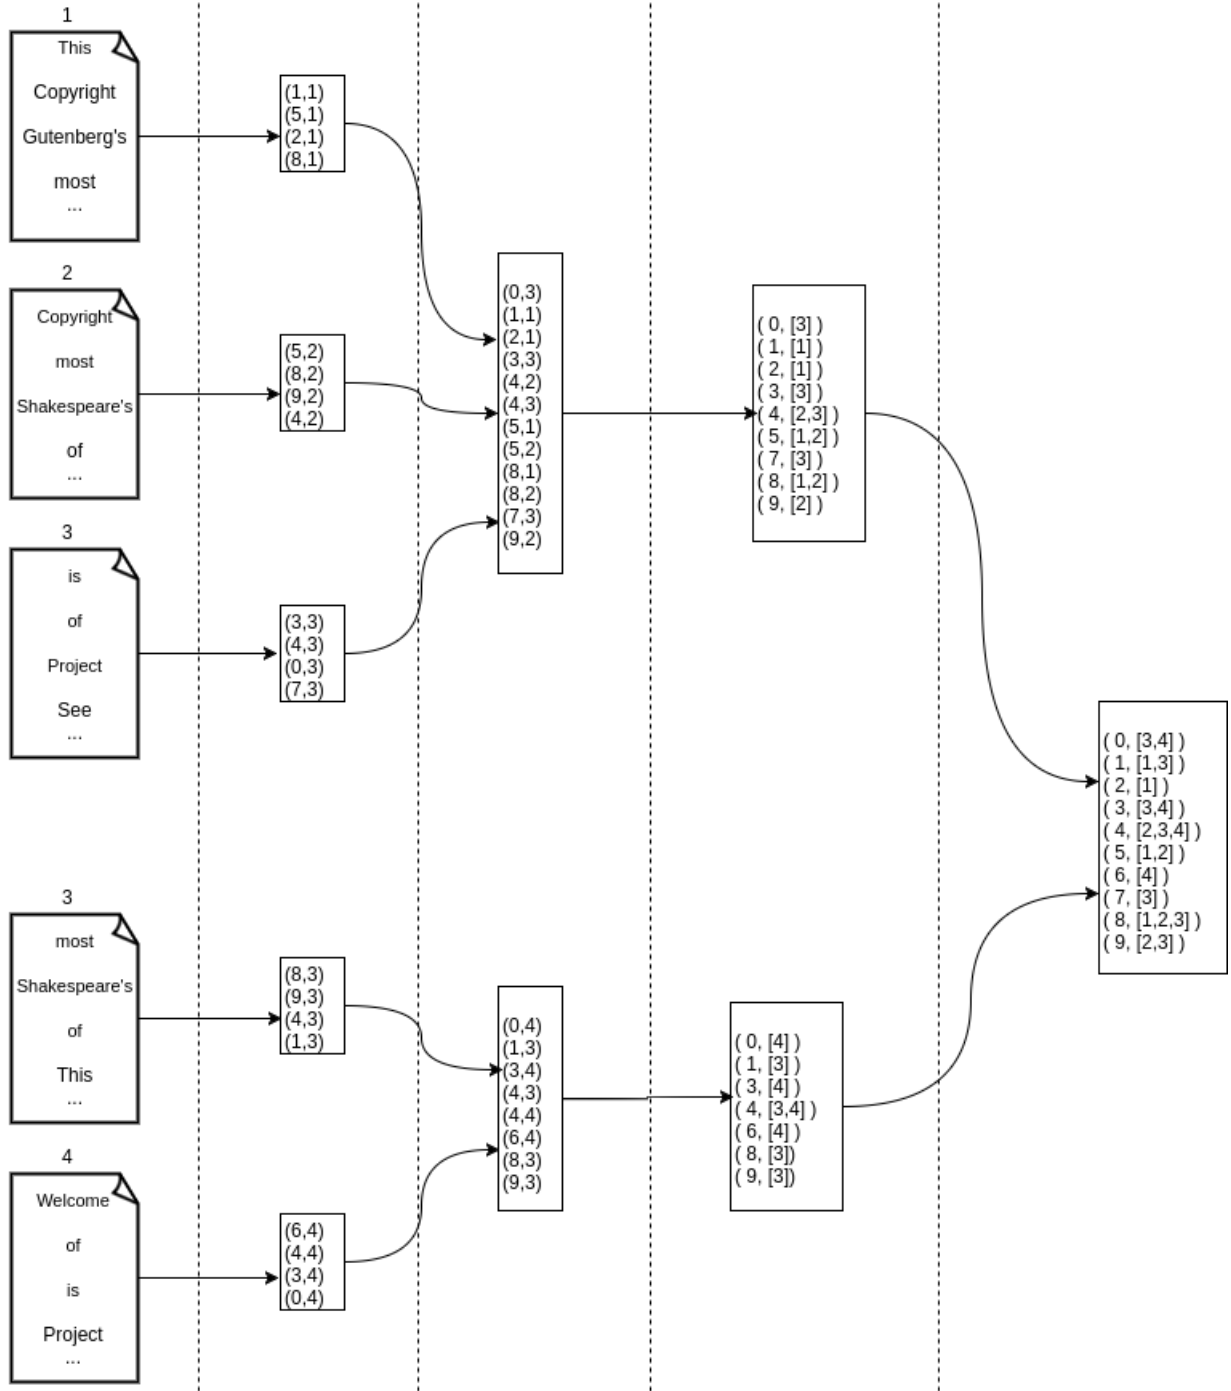 1
This
Copyright
Gutenberg's
most
...
(1,1)
(5,1)
(2,1)
(8,1)
2
Copyright
most
Shakespeare's
of
...
(5,2)
(8,2)
(9,2)
(4,2)
3
is
of
Project
See
...
(3,3)
(4,3)
(0,3)
(7,3)
(0,3)
(1,1)
(2,1)
(3,3)
(4,2)
(4,3)
(5,1)
(5,2)
(8,1)
(8,2)
(7,3)
(9,2)
( 0, [3] )
( 1, [1] )
( 2, [1] )
( 3, [3] )
( 4, [2,3] )
( 5, [1,2] )
( 7, [3] )
( 8, [1,2] )
( 9, [2] )
3
most
Shakespeare's
of
This
...
(8,3)
(9,3)
(4,3)
(1,3)
4
Welcome
of
is
Project
...
(6,4)
(4,4)
(3,4)
(0,4)
(0,4)
(1,3)
(3,4)
(4,3)
(4,4)
(6,4)
(8,3)
(9,3)
( 0, [4] )
( 1, [3] )
( 3, [4] )
( 4, [3,4] )
( 6, [4] )
( 8, [3])
( 9, [3])
( 0, [3,4] )
( 1, [1,3] )
( 2, [1] )
( 3, [3,4] )
( 4, [2,3,4] )
( 5, [1,2] )
( 6, [4] )
( 7, [3] )
( 8, [1,2,3] )
( 9, [2,3] )